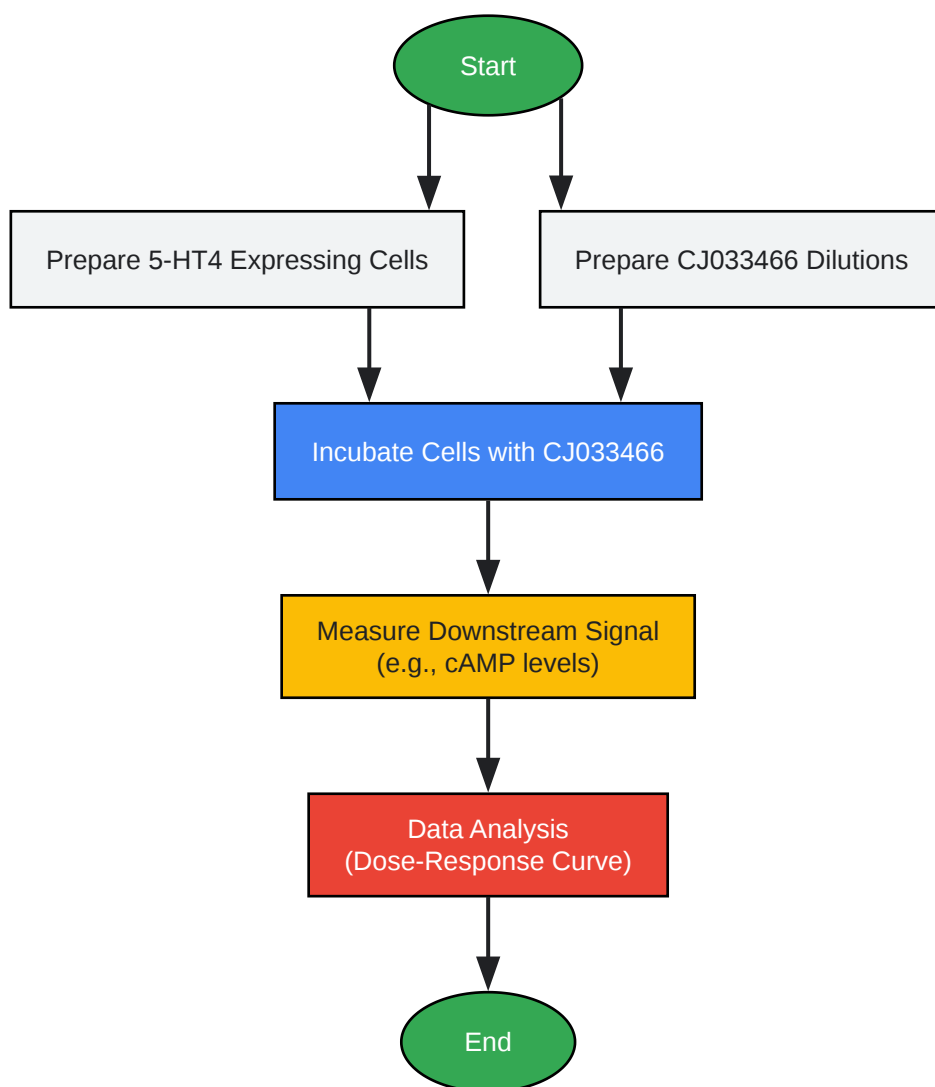 Start
Prepare 5-HT4 Expressing Cells
Prepare CJ033466 Dilutions
Incubate Cells with CJ033466
Measure Downstream Signal
(e.g., cAMP levels)
Data Analysis
(Dose-Response Curve)
End